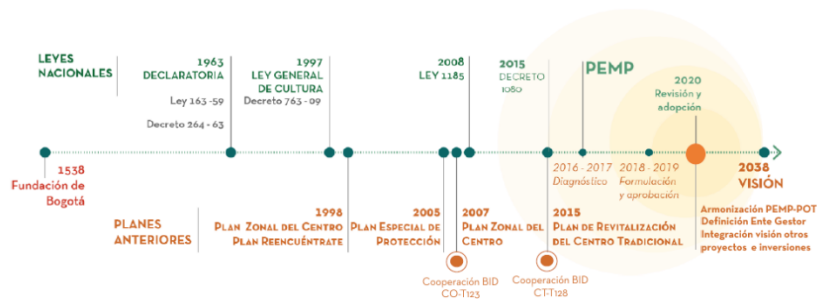 LEYES
NACIONALES
1963
DECLARATORIA
Ley 163 -59
Decreto 264 - 63
1997
LEY GENERAL
DE CULTURA
Decreto 763 - 09
2008
LEY 1185
2015
DECRETO
1080
PEMP
2020
Revisión y
adopción
1538
Fundación de
Bogotá
2016 - 2017
Diagnóstico
2018 - 2019
Formulación
y aprobación
2038
VISIÓN
PLANES
ANTERIORES
1998
PLAN ZONAL DEL CENTRO
PLAN REENCUÉNTRATE
2005
PLAN ESPECIAL DE
PROTECCIÓN
2007
PLAN ZONAL DEL
CENTRO
2015
PLAN DE REVITALIZACIÓN
DEL CENTRO TRADICIONAL
Armonización PEMP-POT
Definición Ente Gestor
Integración visión otros
proyectos e inversiones
Cooperación BID
CO-T123
Cooperación BID
CT-T128